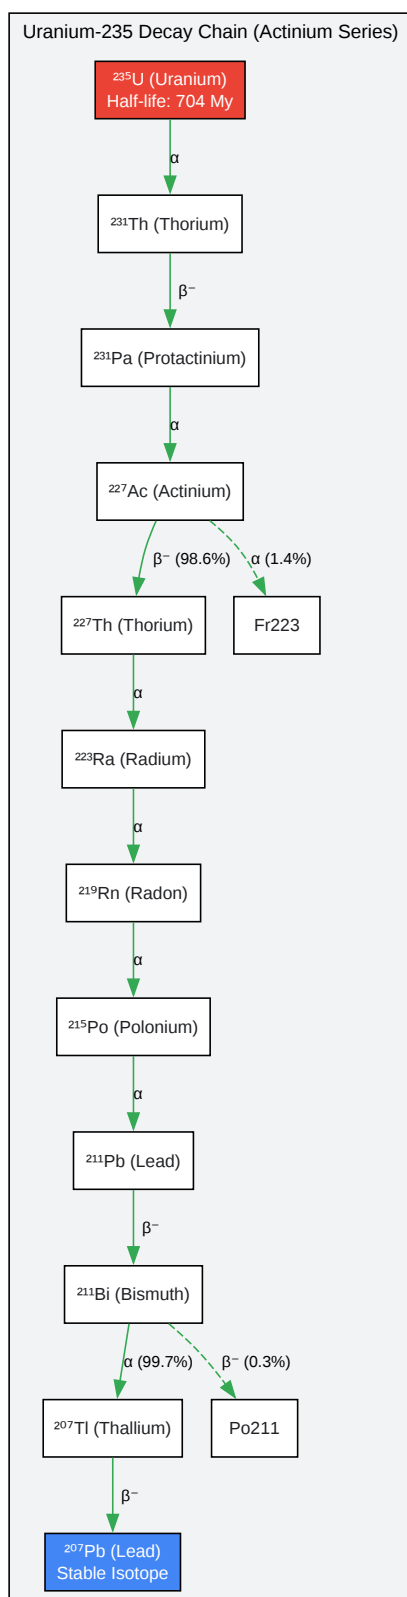 Uranium-235 Decay Chain (Actinium Series)
²³⁵U (Uranium)
Half-life: 704 My
α
²³¹Th (Thorium)
β⁻
²³¹Pa (Protactinium)
α
²²⁷Ac (Actinium)
β⁻ (98.6%)
α (1.4%)
²²⁷Th (Thorium)
Fr223
α
²²³Ra (Radium)
α
²¹⁹Rn (Radon)
α
²¹⁵Po (Polonium)
α
²¹¹Pb (Lead)
β⁻
²¹¹Bi (Bismuth)
α (99.7%)
β⁻ (0.3%)
²⁰⁷Tl (Thallium)
Po211
β⁻
²⁰⁷Pb (Lead)
Stable Isotope